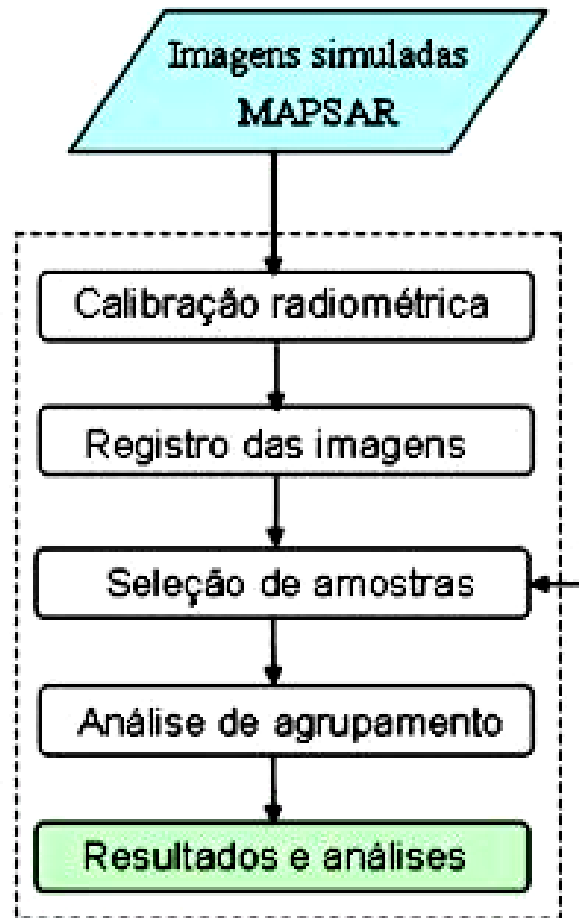 Imagens simuladas
MAPSAR
Calibração radiométrica
Registro das imagens
Seleção de amostras
Análise de agrupamento
Resultados e análises